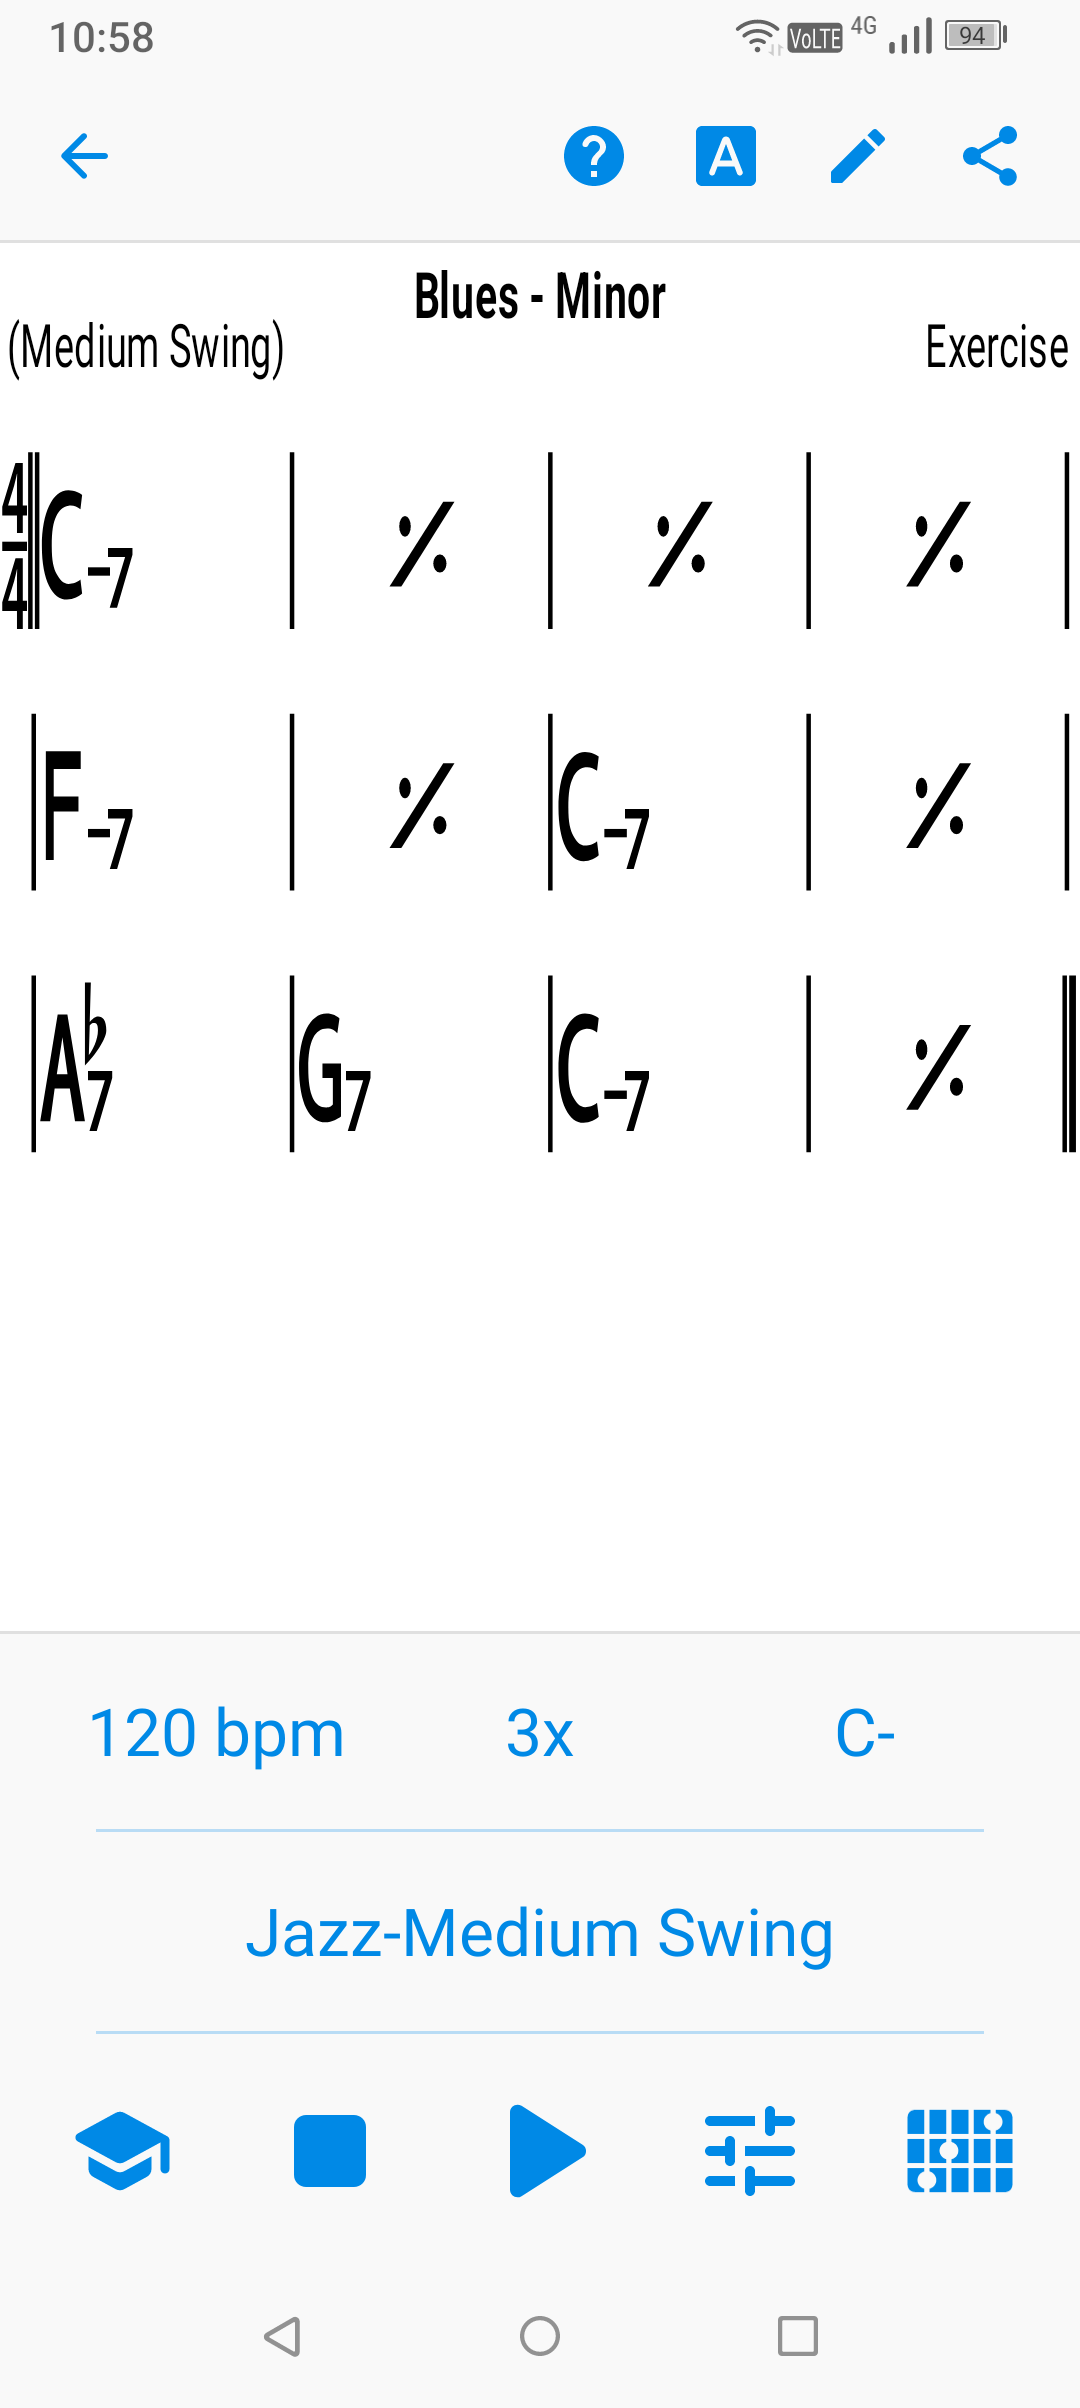 10:58 VoLTE 4G 94
A
Blues - Minor
(Medium Swing) Exercise
4/4 C–7 | 𝄎 | 𝄎 | 𝄎
F–7 | 𝄎 | C–7 | 𝄎
A♭7 | G7 | C–7 | 𝄎
120 bpm 3x C-
Jazz-Medium Swing